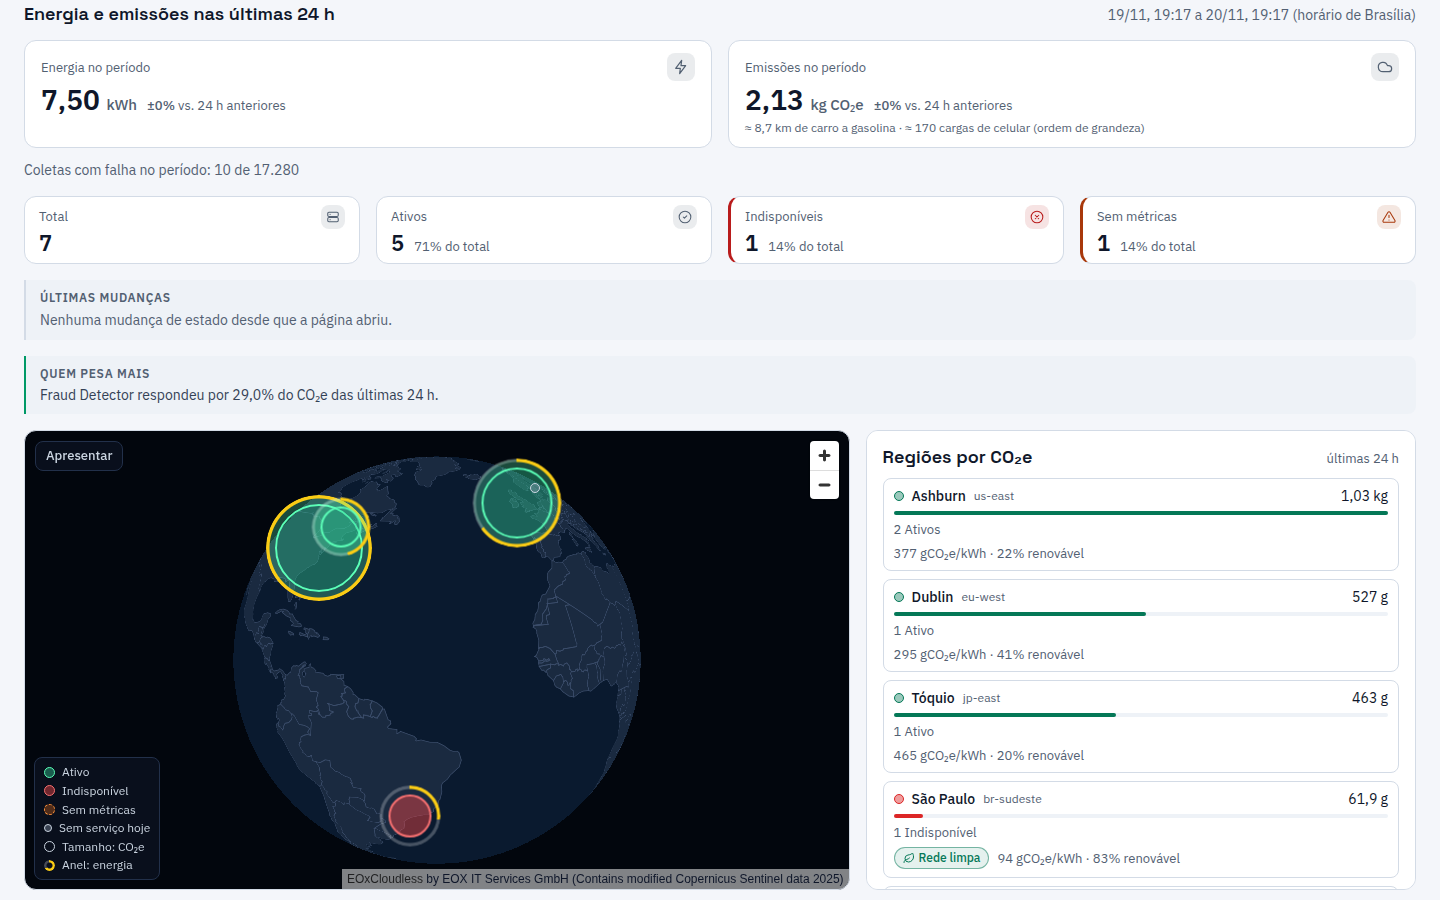 Energia e emissões nas últimas 24 h
19/11, 19:17 a 20/11, 19:17 (horário de Brasília)
Energia no período
7,50 kWh ±0% vs. 24 h anteriores
Emissões no período
2,13 kg CO₂e ±0% vs. 24 h anteriores
≈ 8,7 km de carro a gasolina · ≈ 170 cargas de celular (ordem de grandeza)
Coletas com falha no período: 10 de 17.280
Total
7
Ativos
5 71% do total
Indisponíveis
1 14% do total
Sem métricas
1 14% do total
ÚLTIMAS MUDANÇAS
Nenhuma mudança de estado desde que a página abriu.
QUEM PESA MAIS
Fraud Detector respondeu por 29,0% do CO₂e das últimas 24 h.
Apresentar
+
−
Ativo
Indisponível
Sem métricas
Sem serviço hoje
Tamanho: CO₂e
Anel: energia
EOxCloudless by EOX IT Services GmbH (Contains modified Copernicus Sentinel data 2025)
Regiões por CO₂e
últimas 24 h
Ashburn us-east 1,03 kg
2 Ativos
377 gCO₂e/kWh · 22% renovável
Dublin eu-west 527 g
1 Ativo
295 gCO₂e/kWh · 41% renovável
Tóquio jp-east 463 g
1 Ativo
465 gCO₂e/kWh · 20% renovável
São Paulo br-sudeste 61,9 g
1 Indisponível
Rede limpa 94 gCO₂e/kWh · 83% renovável